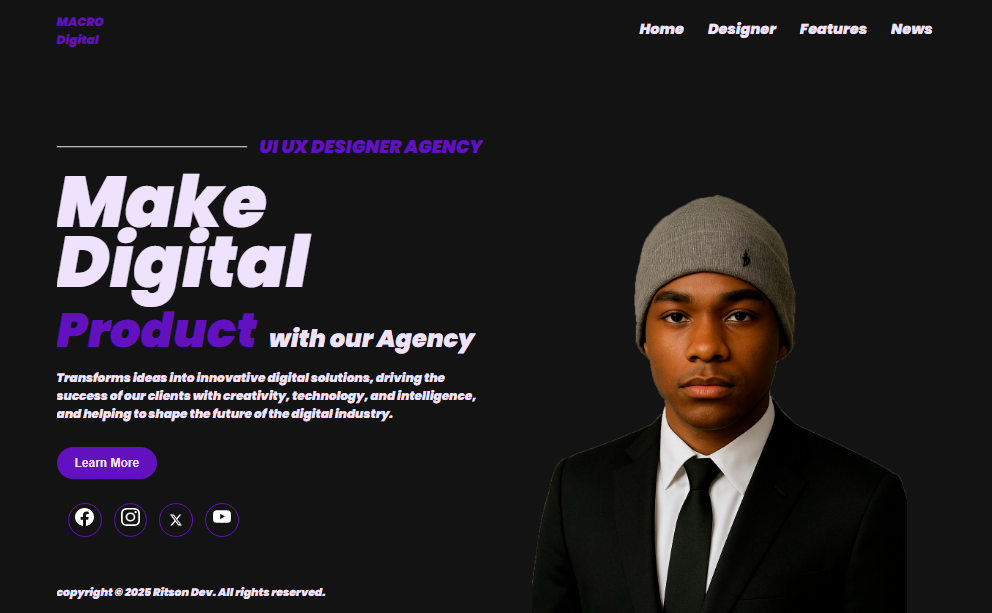 MACRO
Digital
Home Designer Features News
UI UX DESIGNER AGENCY
Make
Digital
Product with our Agency
Transforms ideas into innovative digital solutions, driving the
success of our clients with creativity, technology, and intelligence,
and helping to shape the future of the digital industry.
Learn More
copyright © 2025 Ritson Dev. All rights reserved.